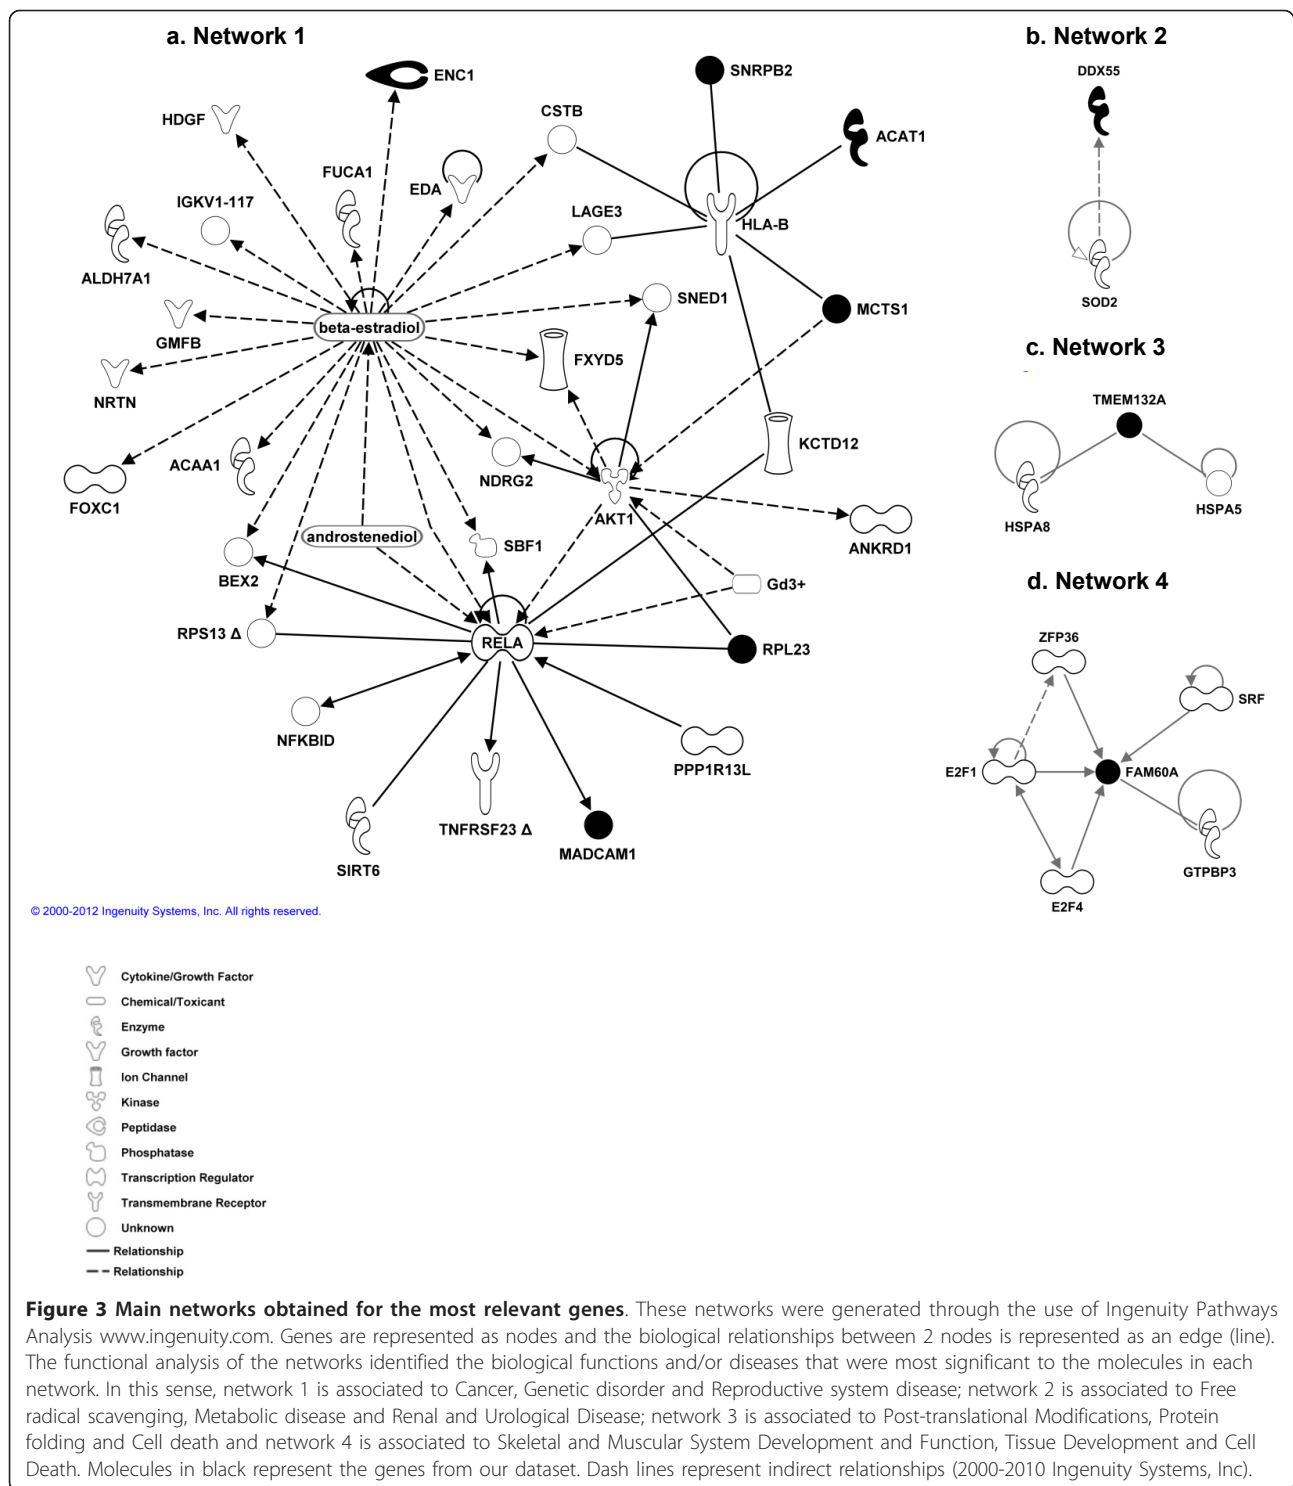 a. Network 1
b. Network 2
DDX55
ENC1
SNRPB2
HDGF
CSTB
ACAT1
FUCA1
EDA
IGKV1-117
LAGE3
HLA-B
ALDH7A1
SOD2
SNED1
MCTS1
beta-estradiol
GMFB
c. Network 3
FXYD5
NRTN
TMEM132A
KCTD12
ACAA1
NDRG2
FOXC1
AKT1
HSPA8
HSPA5
androstenediol
SBF1
ANKRD1
BEX2
Gd3+
d. Network 4
RPS13 Δ
RELA
RPL23
ZFP36
SRF
NFKBID
PPP1R13L
E2F1
FAM60A
TNFRSF23 Δ
MADCAM1
SIRT6
GTPBP3
E2F4
© 2000-2012 Ingenuity Systems, Inc. All rights reserved.
Cytokine/Growth Factor
Chemical/Toxicant
Enzyme
Growth factor
Ion Channel
Kinase
Peptidase
Phosphatase
Transcription Regulator
Transmembrane Receptor
Unknown
Relationship
Relationship
Figure 3 Main networks obtained for the most relevant genes. These networks were generated through the use of Ingenuity Pathways
Analysis www.ingenuity.com. Genes are represented as nodes and the biological relationships between 2 nodes is represented as an edge (line).
The functional analysis of the networks identified the biological functions and/or diseases that were most significant to the molecules in each
network. In this sense, network 1 is associated to Cancer, Genetic disorder and Reproductive system disease; network 2 is associated to Free
radical scavenging, Metabolic disease and Renal and Urological Disease; network 3 is associated to Post-translational Modifications, Protein
folding and Cell death and network 4 is associated to Skeletal and Muscular System Development and Function, Tissue Development and Cell
Death. Molecules in black represent the genes from our dataset. Dash lines represent indirect relationships (2000-2010 Ingenuity Systems, Inc).